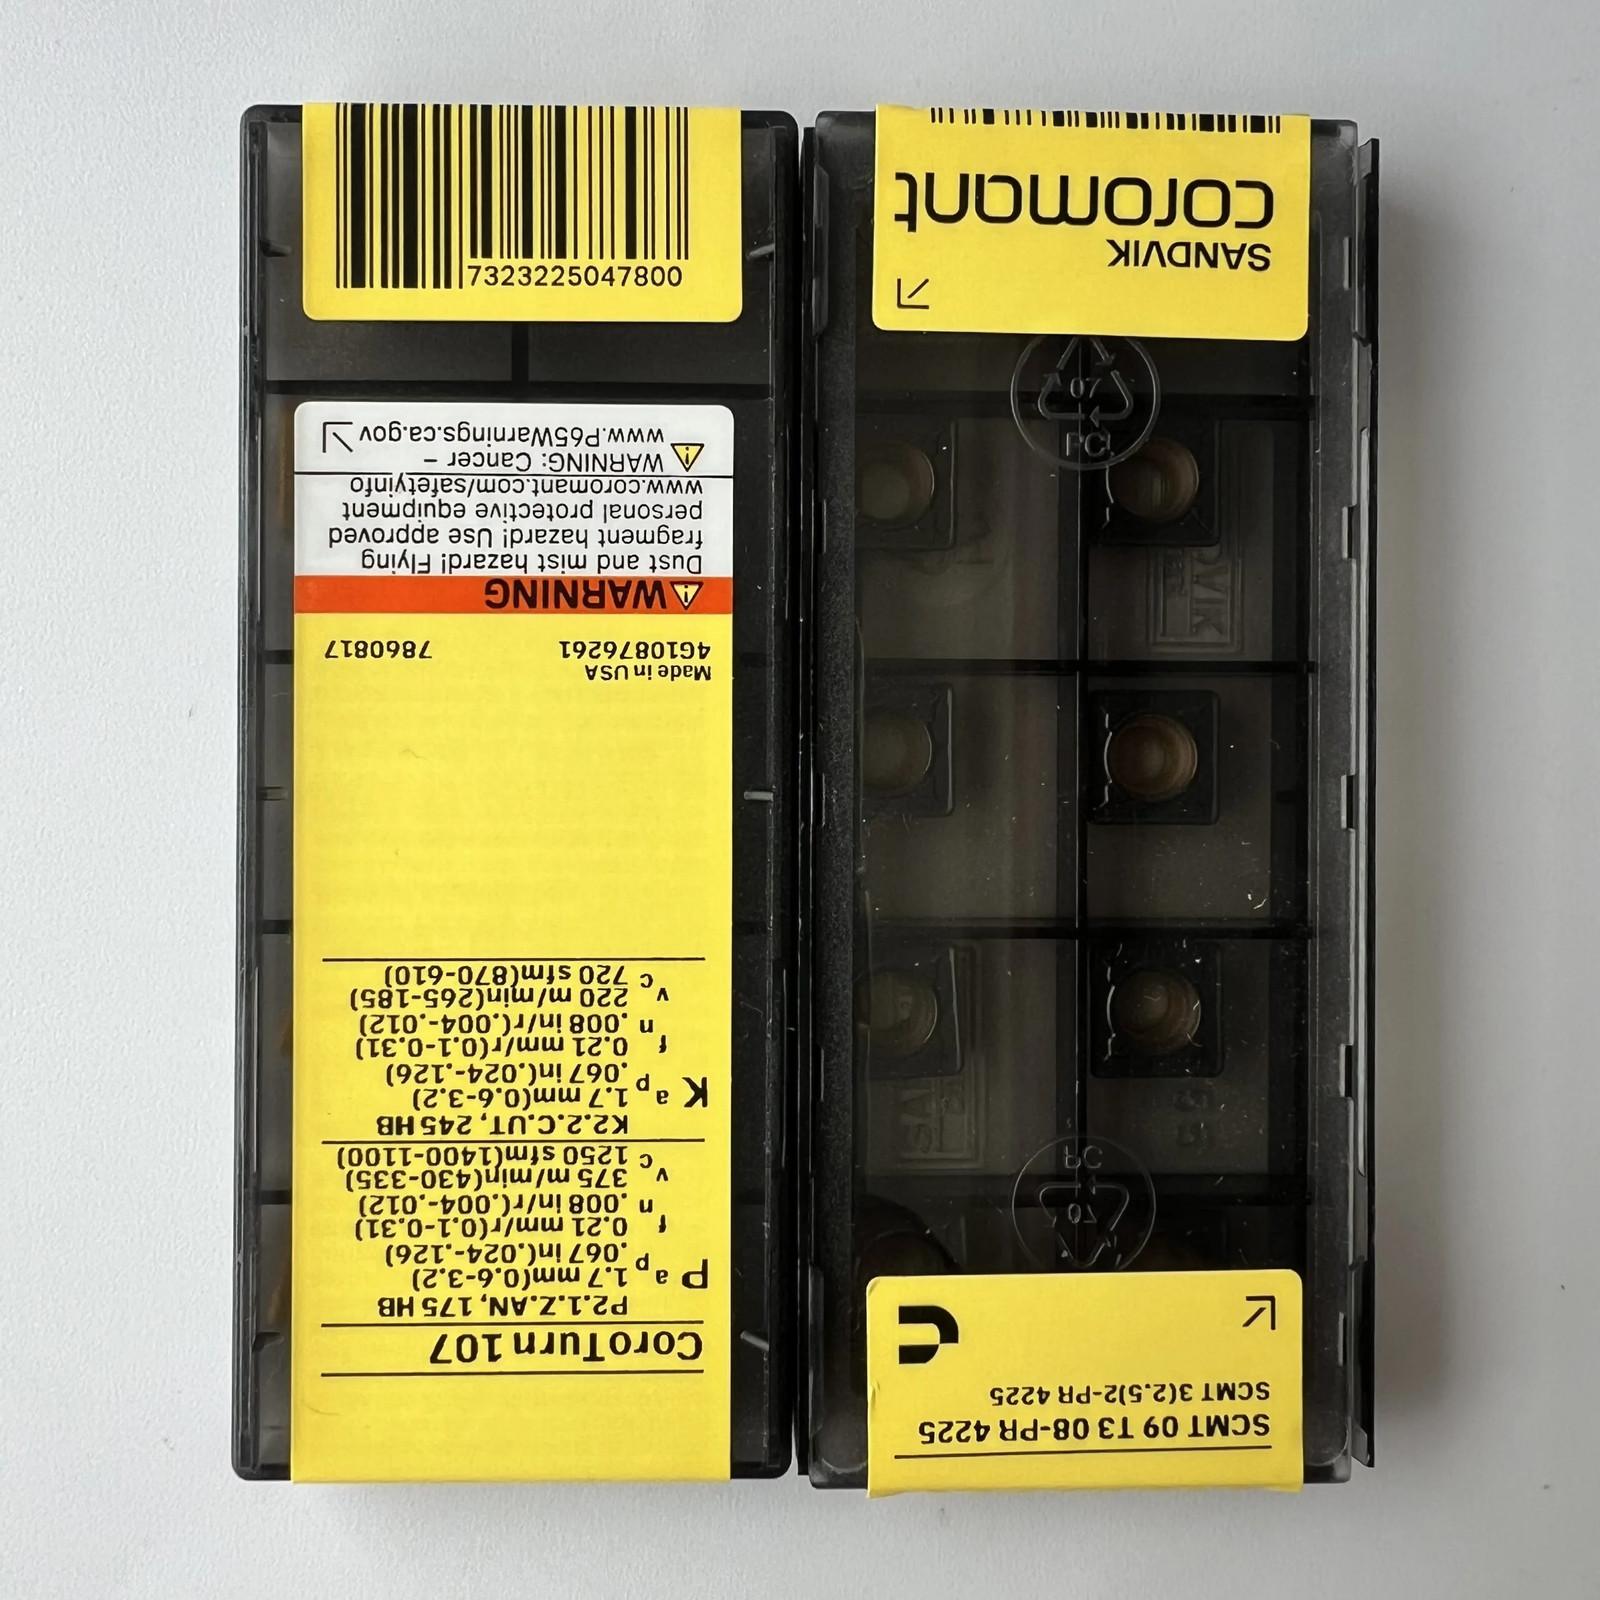 7323225047800
CoroTurn 107
P2.1.Z.AN, 175 HB
P ap 1.7 mm(0.6-3.2)
.067 in(.024-.126)
fn 0.21 mm/r(0.1-0.31)
.008 in/r(.004-.012)
vc 375 m/min(430-335)
1250 sfm(1400-1100)
K2.2.C.UT, 245 HB
K ap 1.7 mm(0.6-3.2)
.067 in(.024-.126)
fn 0.21 mm/r(0.1-0.31)
.008 in/r(.004-.012)
vc 220 m/min(265-185)
720 sfm(870-610)
Made in USA
4G10876261 7860817
WARNING
Dust and mist hazard! Flying
fragment hazard! Use approved
personal protective equipment
www.coromant.com/safetyinfo
WARNING: Cancer –
www.P65Warnings.ca.gov
SCMT 09 T3 08-PR 4225
SCMT 3(2.5)2-PR 4225
07
PC
07
PC
SANDVIK
coromant